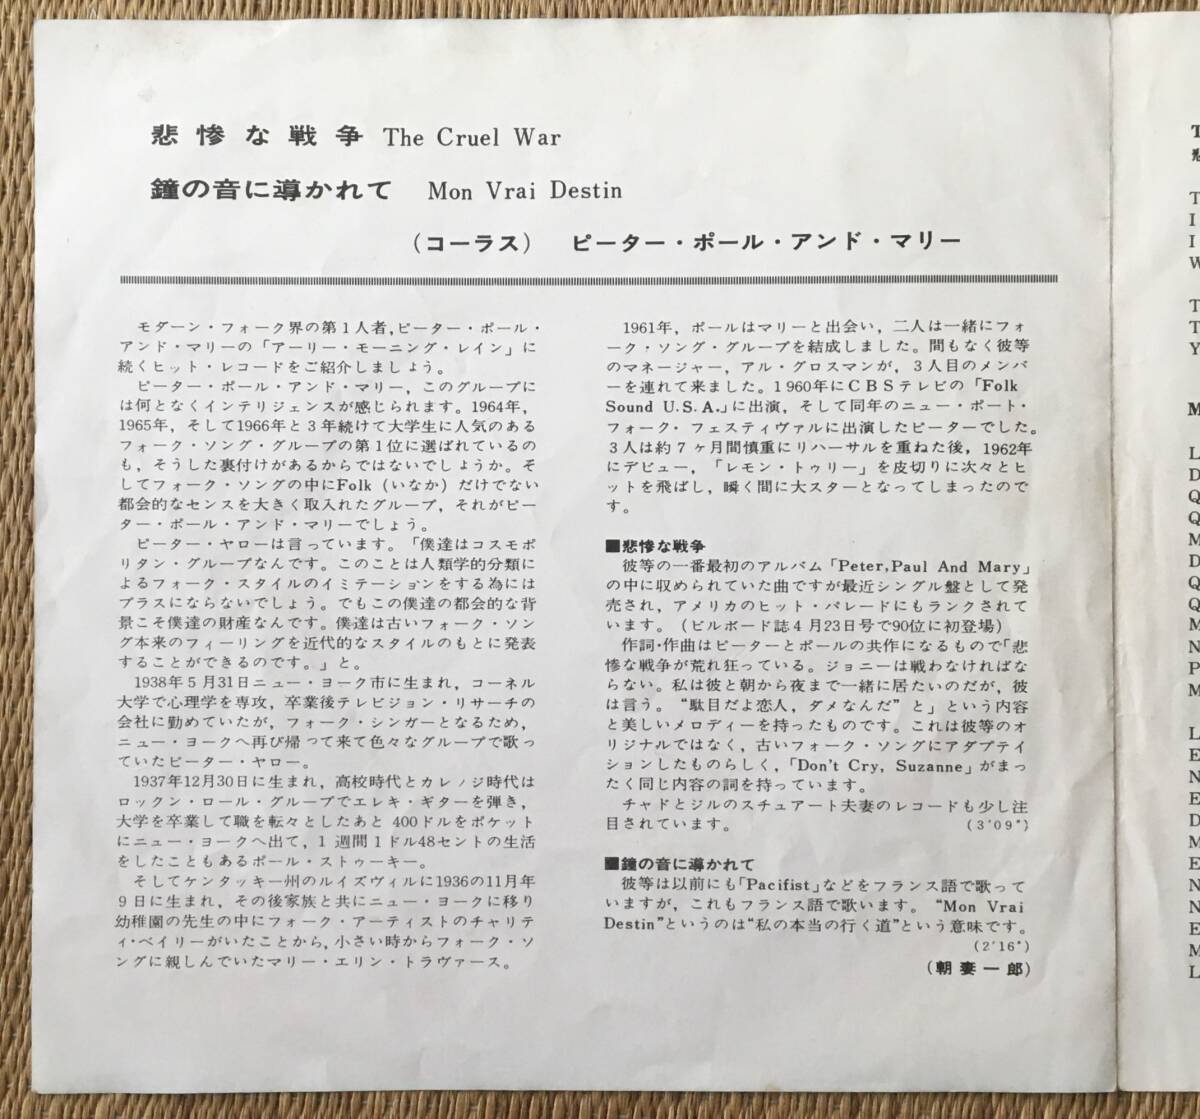 悲惨な戦争 The Cruel War
鐘の音に導かれて Mon Vrai Destin
(コーラス) ピーター・ポール・アンド・マリー
モダーン・フォーク界の第1人者,ピーター・ポール・
アンド・マリーの「アーリー・モーニング・レイン」に
続くヒット・レコードをご紹介しましょう。
ピーター・ポール・アンド・マリー,このグループに
は何となくインテリジェンスが感じられます。1964年,
1965年,そして1966年と3年続けて大学生に人気のある
フォーク・ソング・グループの第1位に選ばれているの
も,そうした裏付けがあるからではないでしょうか。そ
してフォーク・ソングの中にFolk(いなか)だけでない
都会的なセンスを大きく取入れたグループ,それがピー
ター・ポール・アンド・マリーでしょう。
ピーター・ヤローは言っています。「僕達はコスモポ
リタン・グループなんです。このことは人類学的分類に
よるフォーク・スタイルのイミテーションをする為には
プラスにならないでしょう。でもこの僕達の都会的な背
景こそ僕達の財産なんです。僕達は古いフォーク・ソン
グ本来のフィーリングを近代的なスタイルのもとに発表
することができるのです。」と。
1938年5月31日ニュー・ヨーク市に生まれ,コーネル
大学で心理学を専攻,卒業後テレビジョン・リサーチの
会社に勤めていたが,フォーク・シンガーとなるため,
ニュー・ヨークへ再び帰って来て色々なグループで歌っ
ていたピーター・ヤロー。
1937年12月30日に生まれ,高校時代とカレッジ時代は
ロックン・ロール・グループでエレキ・ギターを弾き,
大学を卒業して職を転々としたあと400ドルをポケット
にニュー・ヨークへ出て,1週間1ドル48セントの生活
をしたこともあるポール・ストゥーキー。
そしてケンタッキー州のルイズヴィルに1936の11月年
9日に生まれ,その後家族と共にニュー・ヨークに移り
幼稚園の先生の中にフォーク・アーティストのチャリテ
ィ・ベイリーがいたことから,小さい時からフォーク・ソ
ングに親しんでいたマリー・エリン・トラヴァース。
1961年,ポールはマリーと出会い,二人は一緒にフォ
ーク・ソング・グループを結成しました。間もなく彼等
のマネージャー,アル・グロスマンが,3人目のメンバ
ーを連れて来ました。1960年にCBSテレビの「Folk
Sound U.S.A.」に出演,そして同年のニュー・ポート・
フォーク・フェスティヴァルに出演したピーターでした。
3人は約7ヶ月間慎重にリハーサルを重ねた後,1962年
にデビュー,「レモン・トゥリー」を皮切りに次々とヒ
ットを飛ばし,瞬く間に大スターとなってしまったので
す。
■悲惨な戦争
彼等の一番最初のアルバム「Peter,Paul And Mary」
の中に収められていた曲ですが最近シングル盤として発
売され,アメリカのヒット・パレードにもランクされて
います。(ビルボード誌4月23日号で90位に初登場)
作詞・作曲はピーターとポールの共作になるもので「悲
惨な戦争が荒れ狂っている。ジョニーは戦わなければな
らない。私は彼と朝から夜まで一緒に居たいのだが,彼
は言う。“駄目だよ恋人,ダメなんだ”と」という内容
と美しいメロディーを持ったものです。これは彼等のオ
リジナルではなく,古いフォーク・ソングにアダプテイ
ションしたものらしく,「Don't Cry, Suzanne」がまっ
たく同じ内容の詞を持っています。
チャドとジルのスチュアート夫妻のレコードも少し注
目されています。 (3'09")
■鐘の音に導かれて
彼等は以前にも「Pacifist」などをフランス語で歌って
いますが,これもフランス語で歌います。“Mon Vrai
Destin”というのは“私の本当の行く道”という意味です。
(2'16")
(朝妻一郎)
T
悲
T
I
I
W
T
T
Y
M
L
D
Q
Q
M
D
Q
Q
M
N
P
M
L
E
N
E
D
M
E
N
N
E
M
L